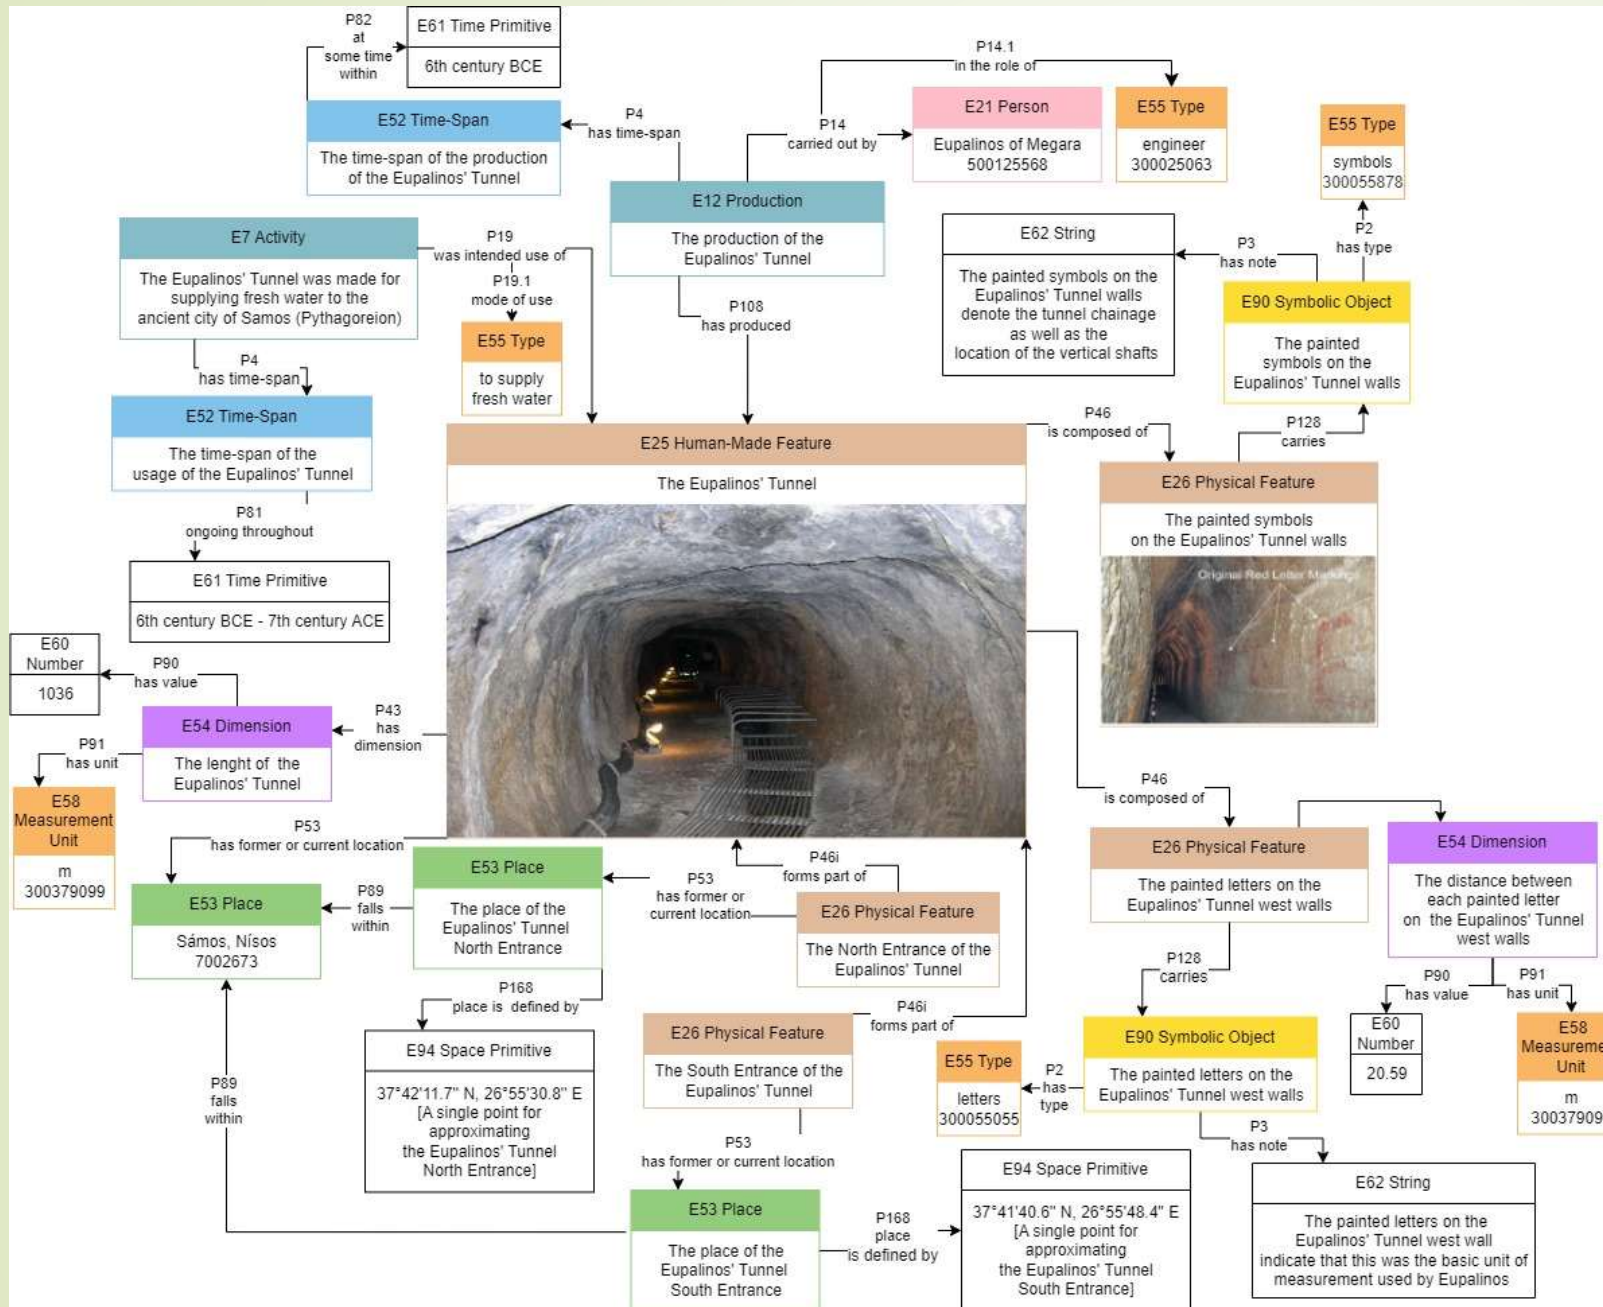 P82
at
some time
within
E61 Time Primitive
6th century BCE
E52 Time-Span
The time-span of the production
of the Eupalinos' Tunnel
P4
has time-span
P14.1
in the role of
P14
carried out by
E21 Person
Eupalinos of Megara
500125568
E55 Type
engineer
300025063
E55 Type
symbols
300055878
E12 Production
The production of the
Eupalinos' Tunnel
E7 Activity
The Eupalinos' Tunnel was made for
supplying fresh water to the
ancient city of Samos (Pythagoreion)
P19
was intended use of
P19.1
mode of use
E55 Type
to supply
fresh water
P108
has produced
E62 String
The painted symbols on the
Eupalinos' Tunnel walls
denote the tunnel chainage
as well as the
location of the vertical shafts
P3
has note
P2
has type
E90 Symbolic Object
The painted
symbols on the
Eupalinos' Tunnel walls
P4
has time-span
E52 Time-Span
The time-span of the
usage of the Eupalinos' Tunnel
P81
ongoing throughout
E61 Time Primitive
6th century BCE - 7th century ACE
E25 Human-Made Feature
The Eupalinos' Tunnel
P46
is composed of
P128
carries
E26 Physical Feature
The painted symbols
on the Eupalinos' Tunnel walls
Original Red Letter Markings
E60
Number
1036
P90
has value
E54 Dimension
The lenght of the
Eupalinos' Tunnel
P43
has
dimension
P91
has unit
E58
Measurement
Unit
m
300379099
P53
has former or current location
E53 Place
Sámos, Nísos
7002673
P89
falls
within
E53 Place
The place of the
Eupalinos' Tunnel
North Entrance
P53
has former or
current location
P46i
forms part of
E26 Physical Feature
The North Entrance of the
Eupalinos' Tunnel
P46
is composed of
E26 Physical Feature
The painted letters on the
Eupalinos' Tunnel west walls
E54 Dimension
The distance between
each painted letter
on the Eupalinos' Tunnel
west walls
P168
place is defined by
E94 Space Primitive
37°42'11.7" N, 26°55'30.8" E
[A single point for
approximating
the Eupalinos' Tunnel
North Entrance]
P46i
forms part of
E26 Physical Feature
The South Entrance of the
Eupalinos' Tunnel
P128
carries
E90 Symbolic Object
The painted letters on the
Eupalinos' Tunnel west walls
P90
has value
P91
has unit
E60
Number
20.59
E58
Measureme
Unit
m
30037909
E55 Type
letters
300055055
P2
has
type
P3
has note
E62 String
The painted letters on the
Eupalinos' Tunnel west wall
indicate that this was the basic unit of
measurement used by Eupalinos
P89
falls
within
P53
has former or current location
E53 Place
The place of the
Eupalinos' Tunnel
South Entrance
P168
place
is defined by
E94 Space Primitive
37°41'40.6" N, 26°55'48.4" E
[A single point for
approximating
the Eupalinos' Tunnel
South Entrance]